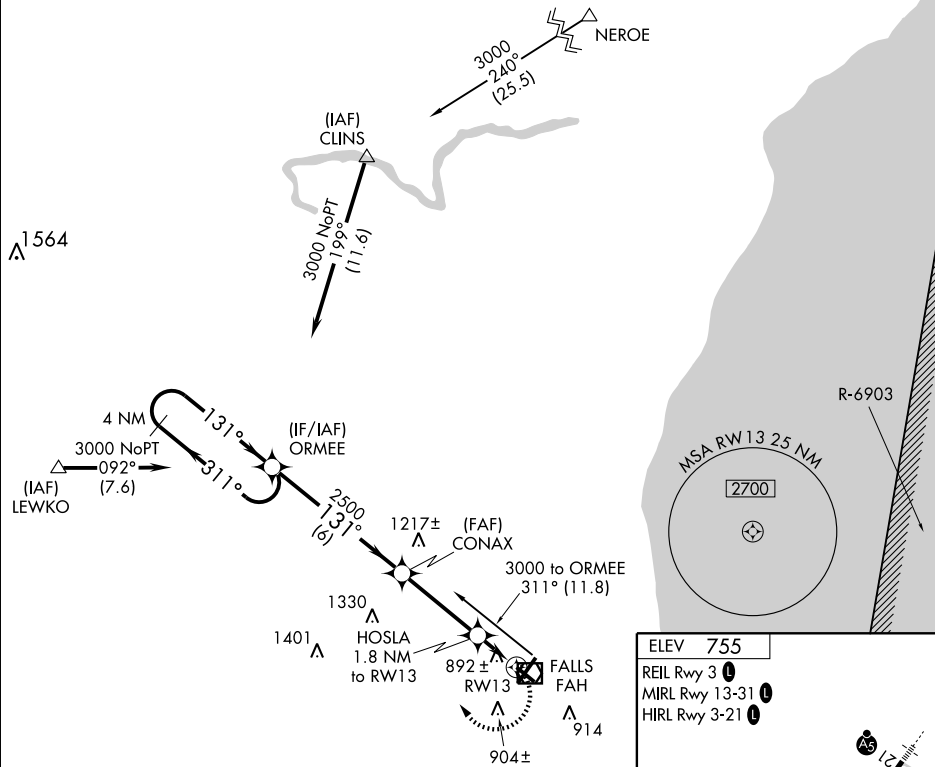 NEROE
3000
240°
(25.5)
(IAF)
CLINS
3000 NoPT
199°
(11.6)
1564
R-6903
4 NM
131°
(IF/IAF)
ORMEE
3000 NoPT
092°
(7.6)
311°
(IAF)
LEWKO
MSA RW13 25 NM
2700
2500
131°
(6)
1217±
(FAF)
CONAX
3000 to ORMEE
311° (11.8)
1330
1401
HOSLA
1.8 NM
to RW13
892±
RW13
FALLS
FAH
914
904±
ELEV 755
REIL Rwy 3 L
MIRL Rwy 13-31 L
HIRL Rwy 3-21 L
A5
21